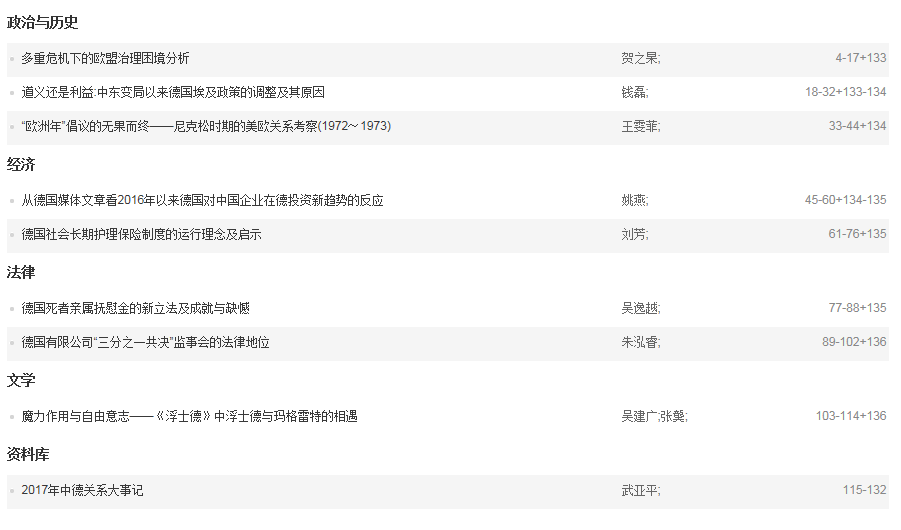 政治与历史
多重危机下的欧盟治理困境分析 贺之杲; 4-17+133
道义还是利益:中东变局以来德国埃及政策的调整及其原因 钱磊; 18-32+133-134
“欧洲年”倡议的无果而终——尼克松时期的美欧关系考察(1972～1973) 王雯菲; 33-44+134
经济
从德国媒体文章看2016年以来德国对中国企业在德投资新趋势的反应 姚燕; 45-60+134-135
德国社会长期护理保险制度的运行理念及启示 刘芳; 61-76+135
法律
德国死者亲属抚慰金的新立法及成就与缺憾 吴逸越; 77-88+135
德国有限公司“三分之一共决”监事会的法律地位 朱泓睿; 89-102+136
文学
魔力作用与自由意志——《浮士德》中浮士德与玛格雷特的相遇 吴建广;张龑; 103-114+136
资料库
2017年中德关系大事记 武亚平; 115-132